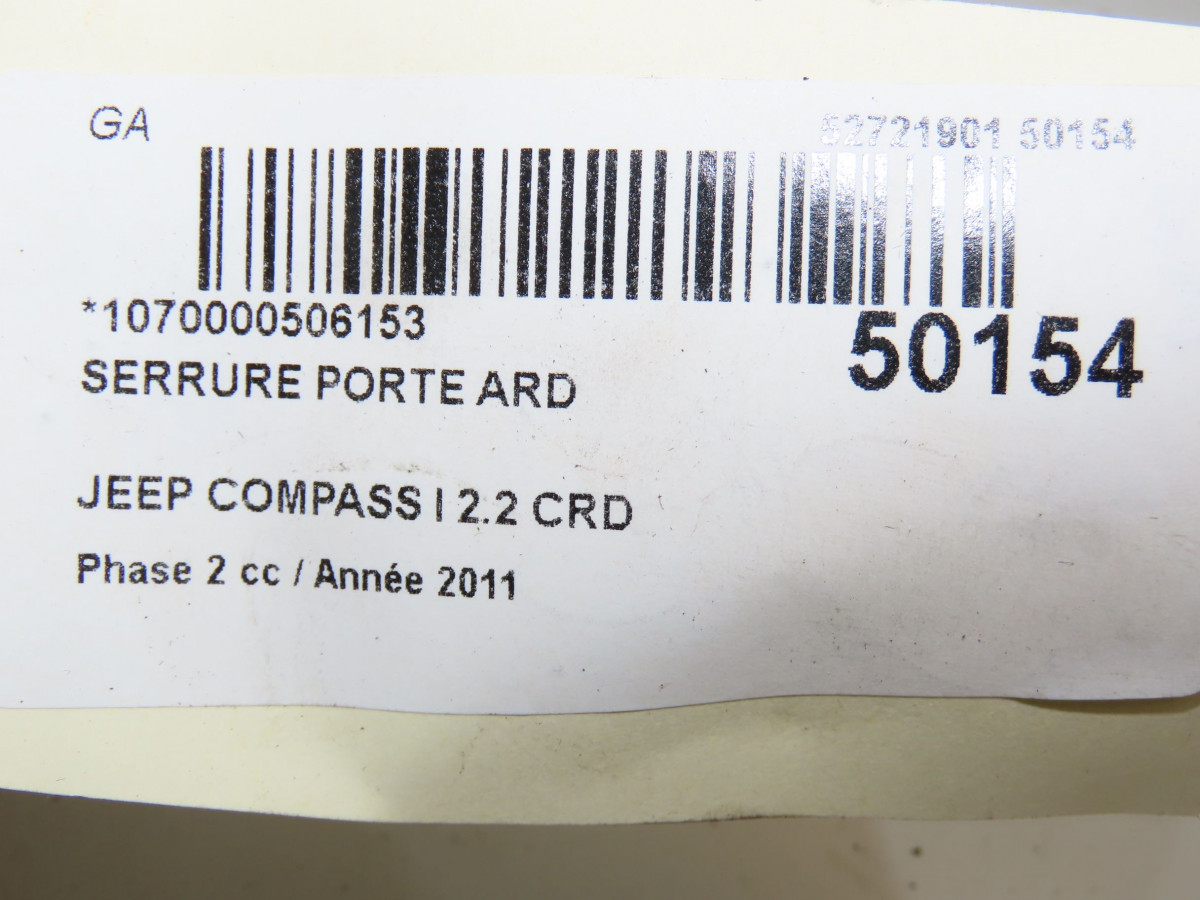 GA
52721901 50154
*1070000506153
50154
SERRURE PORTE ARD
JEEP COMPASS I 2.2 CRD
Phase 2 cc / Année 2011